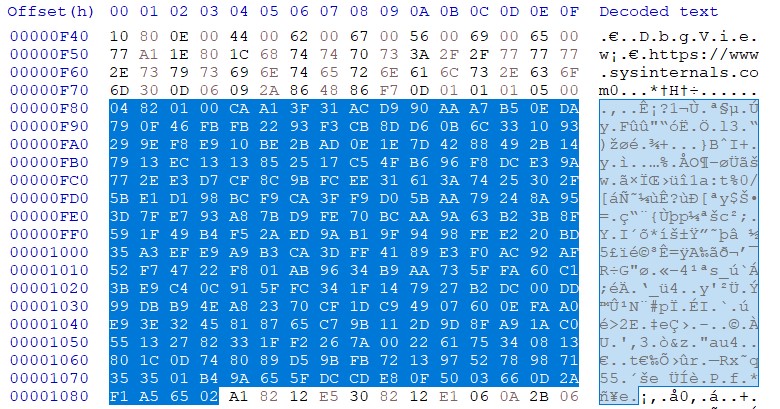 Offset(h) 00 01 02 03 04 05 06 07 08 09 0A 0B 0C 0D 0E 0F Decoded text
00000F40 10 80 0E 00 44 00 62 00 67 00 56 00 69 00 65 00 .€..D.b.g.V.i.e.
00000F50 77 A1 1E 80 1C 68 74 74 70 73 3A 2F 2F 77 77 77 w¡.€.https://www
00000F60 2E 73 79 73 69 6E 74 65 72 6E 61 6C 73 2E 63 6F .sysinternals.co
00000F70 6D 30 0D 06 09 2A 86 48 86 F7 0D 01 01 01 05 00 m0...*†H†÷......
00000F80 04 82 01 00 CA A1 3F 31 AC D9 90 AA A7 B5 0E DA .‚..Ê¡?1¬Ù.ª§µ.Ú
00000F90 79 0F 46 FB FB 22 93 F3 CB 8D D6 0B 6C 33 10 93 y.Fûû"“óË.Ö.l3.“
00000FA0 29 9E F8 E9 10 BE 2B AD 0E 1E 7D 42 88 49 2B 14 )žøé.¾+­..}BˆI+.
00000FB0 79 13 EC 13 13 85 25 17 C5 4F B6 96 F8 DC E3 9A y.ì..…%.ÅO¶–øÜãš
00000FC0 77 2E E3 D7 CF 8C 9B FC EE 31 61 3A 74 25 30 2F w.ã×ÏŒ›üî1a:t%0/
00000FD0 5B E1 D1 98 BC F9 CA 3F F9 D0 5B AA 79 24 8A 95 [áÑ˜¼ùÊ?ùÐ[ªy$Š•
00000FE0 3D 7F E7 93 A8 7B D9 FE 70 BC AA 9A 63 B2 3B 8F =.ç“¨{Ùþp¼ªšc²;.
00000FF0 59 1F 49 B4 F5 2A ED 9A B1 9F 94 98 FE E2 20 BD Y.I´õ*íš±Ÿ”˜þâ ½
00001000 35 A3 EF E9 A9 B3 CA 3D FF 41 89 E3 F0 AC 92 AF 5£ïé©³Ê=ÿA‰ãð¬’¯
00001010 52 F7 47 22 F8 01 AB 96 34 B9 AA 73 5F FA 60 C1 R÷G"ø.«–4¹ªs_ú`Á
00001020 3B E9 C4 0C 91 5F FC 34 1F 14 79 27 B2 DC 00 DD ;éÄ.‘_ü4..y'²Ü.Ý
00001030 99 DB B9 4E A8 23 70 CF 1D C9 49 07 60 0E FA A0 ™Û¹N¨#pÏ.ÉI.`.ú
00001040 E9 3E 32 45 81 87 65 C7 9B 11 2D 9D 8F A9 1A C0 é>2E.‡eÇ›.-..©.À
00001050 55 13 27 82 33 1F F2 26 7A 00 22 61 75 34 08 13 U.'‚3.ò&z."au4..
00001060 80 1C 0D 74 80 89 D5 9B FB 72 13 97 52 78 98 71 €..t€‰Õ›ûr.—Rx˜q
00001070 35 35 01 B4 9A 65 5F DC CD E8 0F 50 03 66 0D 2A 55.´še_ÜÍè.P.f.*
00001080 F1 A5 65 02 A1 82 12 E5 30 82 12 E1 06 0A 2B 06 ñ¥e.¡‚.å0‚.á..+.